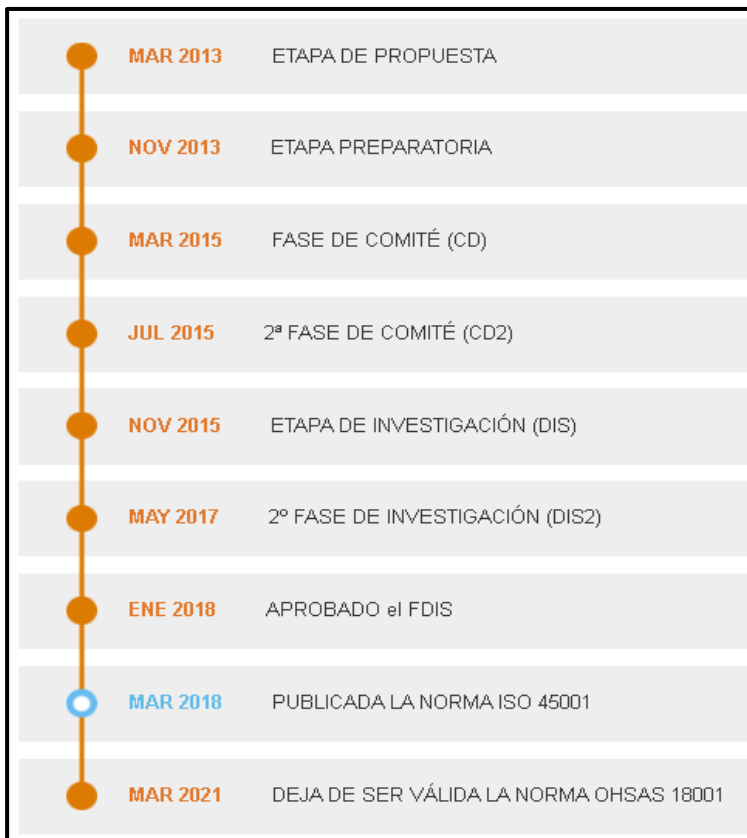 MAR 2013 ETAPA DE PROPUESTA
NOV 2013 ETAPA PREPARATORIA
MAR 2015 FASE DE COMITÉ (CD)
JUL 2015 2ª FASE DE COMITÉ (CD2)
NOV 2015 ETAPA DE INVESTIGACIÓN (DIS)
MAY 2017 2º FASE DE INVESTIGACIÓN (DIS2)
ENE 2018 APROBADO el FDIS
MAR 2018 PUBLICADA LA NORMA ISO 45001
MAR 2021 DEJA DE SER VÁLIDA LA NORMA OHSAS 18001